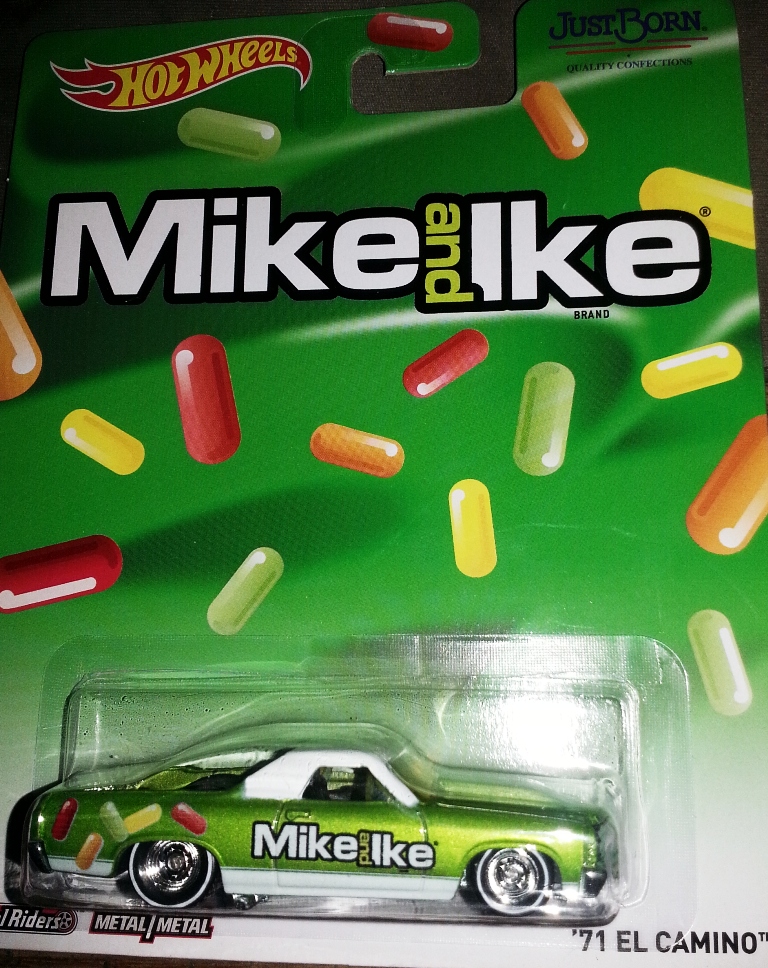 HOT WHEELS
JUST BORN®
QUALITY CONFECTIONS
Mike and Ike®
BRAND
Mike and Ike®
l Riders
METAL/METAL
'71 EL CAMINO™